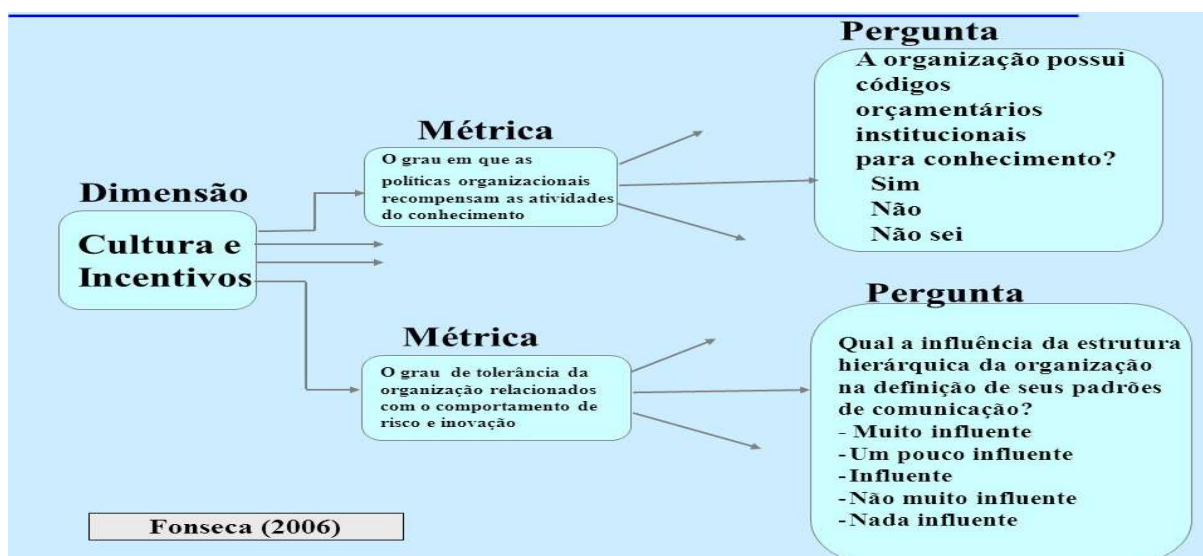 Dimensão
Cultura e
Incentivos
Métrica
O grau em que as
políticas organizacionais
recompensam as atividades
do conhecimento
Pergunta
A organização possui
códigos
orçamentários
institucionais
para conhecimento?
Sim
Não
Não sei
Métrica
O grau de tolerância da
organização relacionados
com o comportamento de
risco e inovação
Pergunta
Qual a influência da estrutura
hierárquica da organização
na definição de seus padrões
de comunicação?
- Muito influente
-Um pouco influente
-Influente
-Não muito influente
-Nada influente
Fonseca (2006)